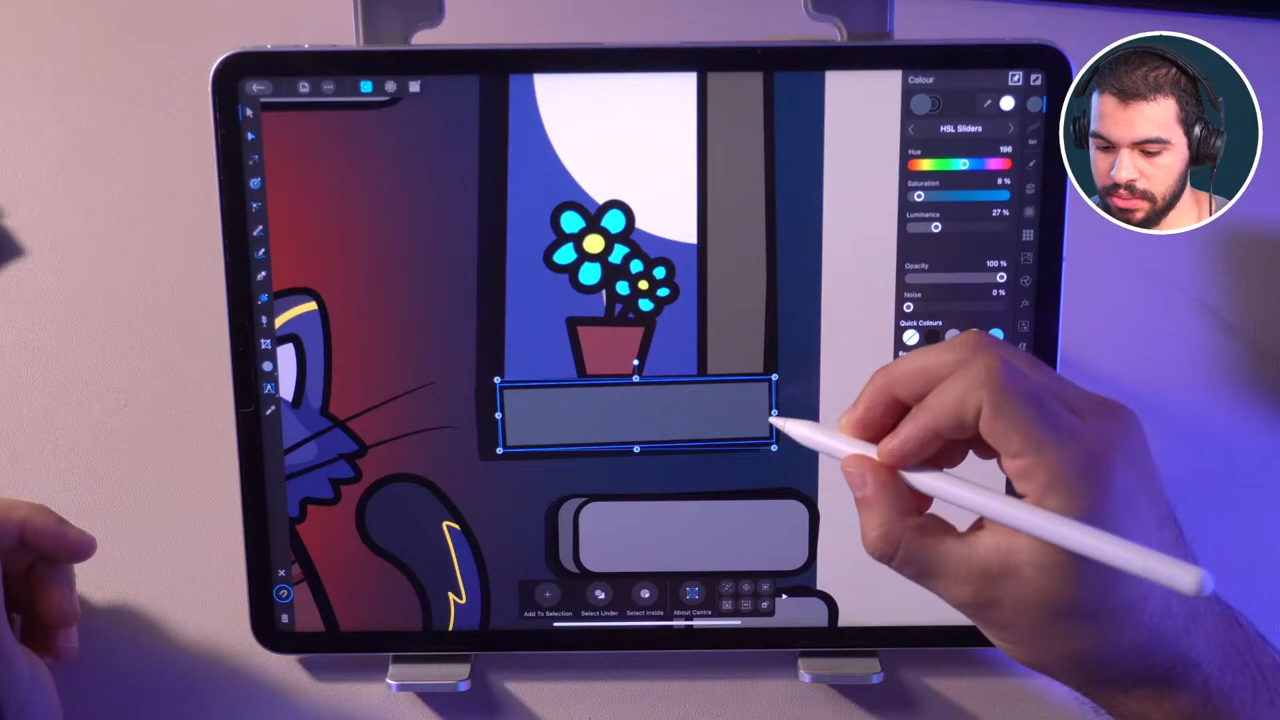 Colour
HSL Sliders
Hue 196
Saturation 8 %
Luminance 27 %
Opacity 100 %
Noise 0 %
Quick Colours
Add To Selection
Select Under
Select Inside
About Centre